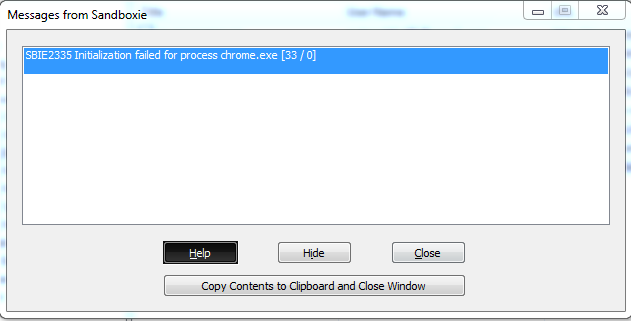 Messages from Sandboxie
SBIE2335 Initialization failed for process chrome.exe [33 / 0]
Help
Hide
Close
Copy Contents to Clipboard and Close Window